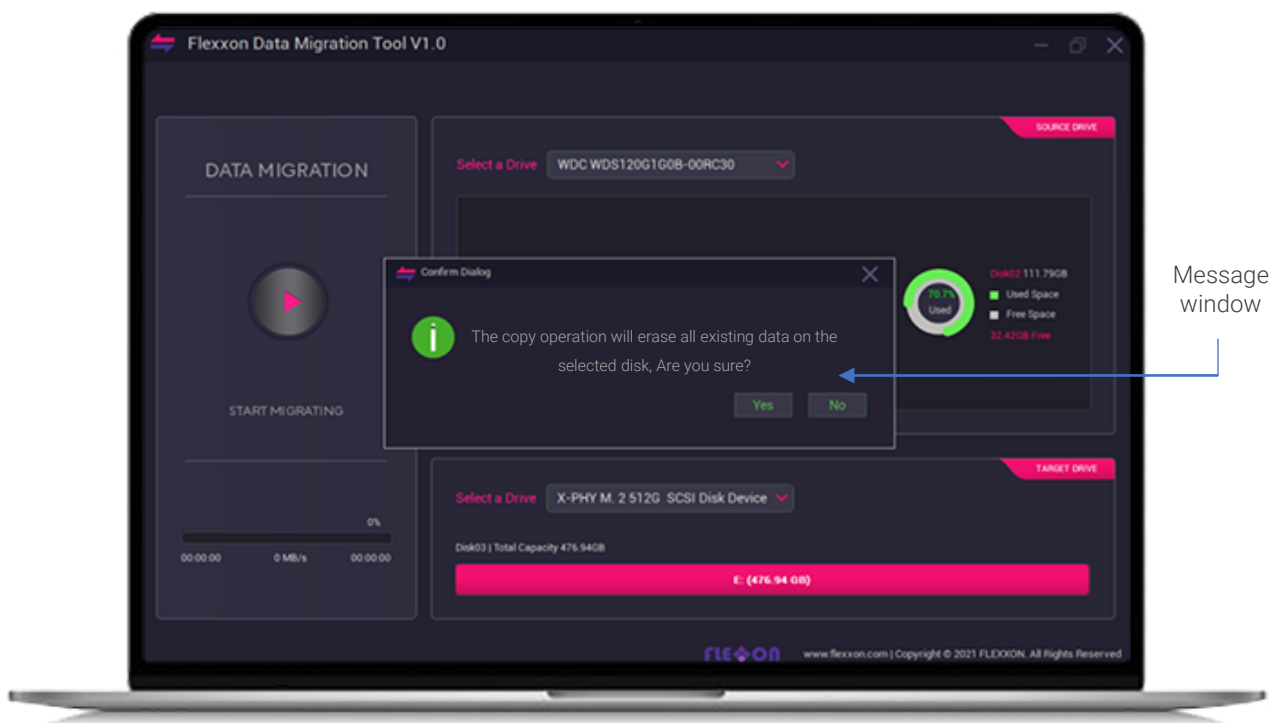 Flexxon Data Migration Tool V1.0
SOURCE DRIVE
DATA MIGRATION
Select a Drive WDC WDS120G1G0B-00RC30
Confirm Dialog
The copy operation will erase all existing data on the
selected disk, Are you sure?
Yes No
70.7%
Used
Disk02 111.79GB
Used Space
Free Space
32.42GB Free
Message
window
START MIGRATING
0%
00:00:00 0 MB/s 00:00:00
TARGET DRIVE
Select a Drive X-PHY M. 2 512G SCSI Disk Device
Disk03 | Total Capacity 476.94GB
E: (476.94 GB)
FLEXXON www.flexxon.com | Copyright © 2021 FLEXXON. All Rights Reserved